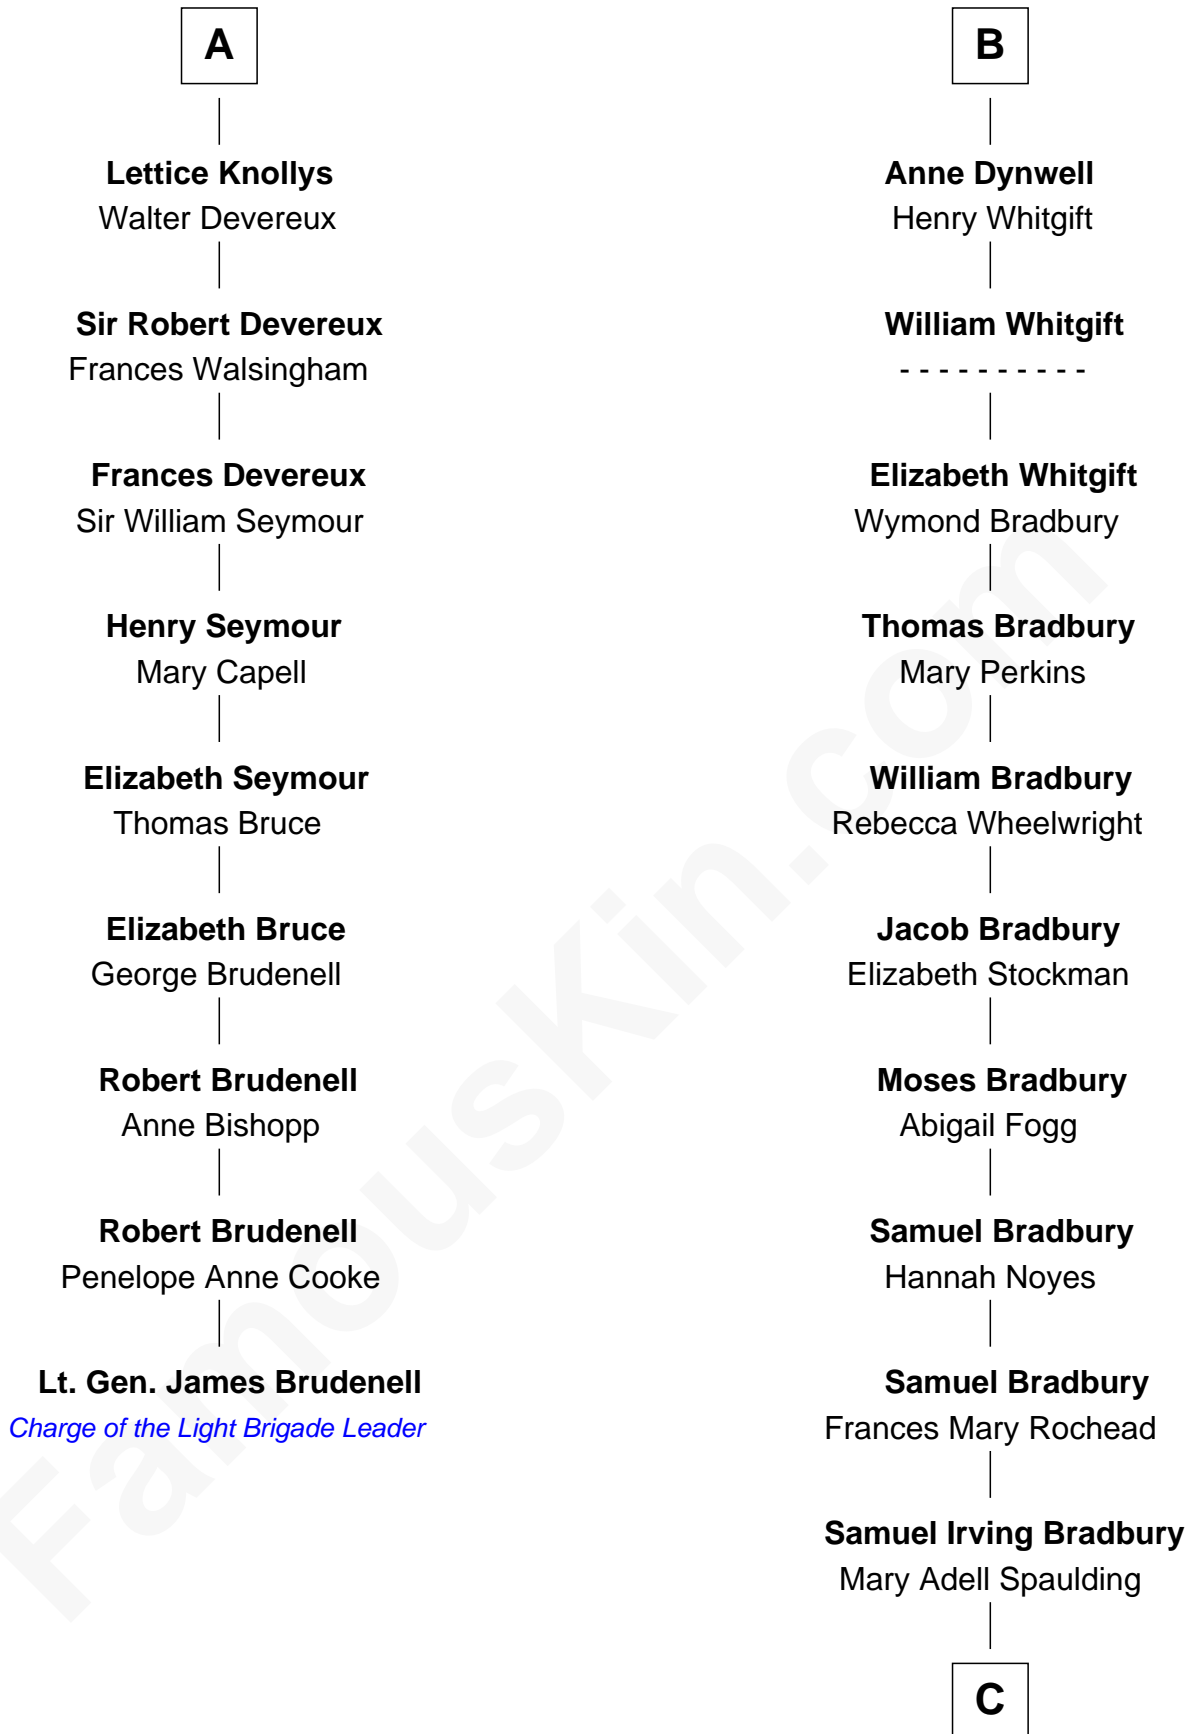 A
Lettice Knollys
Walter Devereux
Sir Robert Devereux
Frances Walsingham
Frances Devereux
Sir William Seymour
Henry Seymour
Mary Capell
Elizabeth Seymour
Thomas Bruce
Elizabeth Bruce
George Brudenell
Robert Brudenell
Anne Bishopp
Robert Brudenell
Penelope Anne Cooke
Lt. Gen. James Brudenell
Charge of the Light Brigade Leader
B
Anne Dynwell
Henry Whitgift
William Whitgift
- - - - - - - - - -
Elizabeth Whitgift
Wymond Bradbury
Thomas Bradbury
Mary Perkins
William Bradbury
Rebecca Wheelwright
Jacob Bradbury
Elizabeth Stockman
Moses Bradbury
Abigail Fogg
Samuel Bradbury
Hannah Noyes
Samuel Bradbury
Frances Mary Rochead
Samuel Irving Bradbury
Mary Adell Spaulding
C
FamousKin.com